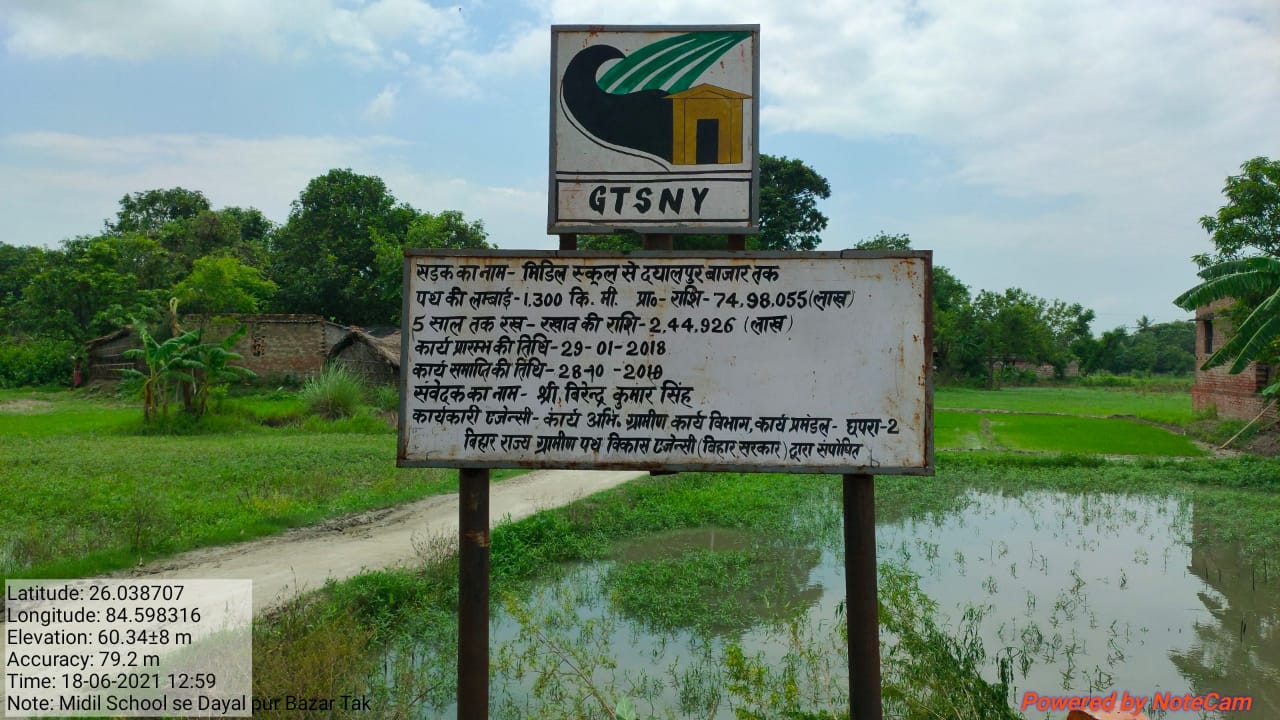 GTSNY
सड़क का नाम- मिडिल स्कूल से दयालपुर बाजार तक
पथ की लम्बाई-1.300 कि. मी. प्रा०- राशि- 74.98.055(लाख)
5 साल तक रख - रखाव की राशि-2.44.926 (लाख)
कार्य प्रारम्भ की तिथि-29-01-2018
कार्य समाप्ति की तिथि-28-10-2018
संवेदक का नाम- श्री विरेन्द्र कुमार सिंह
कार्यकारी एजेन्सी- कार्य अभि. ग्रामीण कार्य विभाग, कार्य प्रमंडल- छपरा-2
बिहार राज्य ग्रामीण पथ विकास एजेन्सी (बिहार सरकार) द्वारा संपोषित
Latitude: 26.038707
Longitude: 84.598316
Elevation: 60.34±8 m
Accuracy: 79.2 m
Time: 18-06-2021 12:59
Note: Midil School se Dayal pur Bazar Tak
Powered by NoteCam